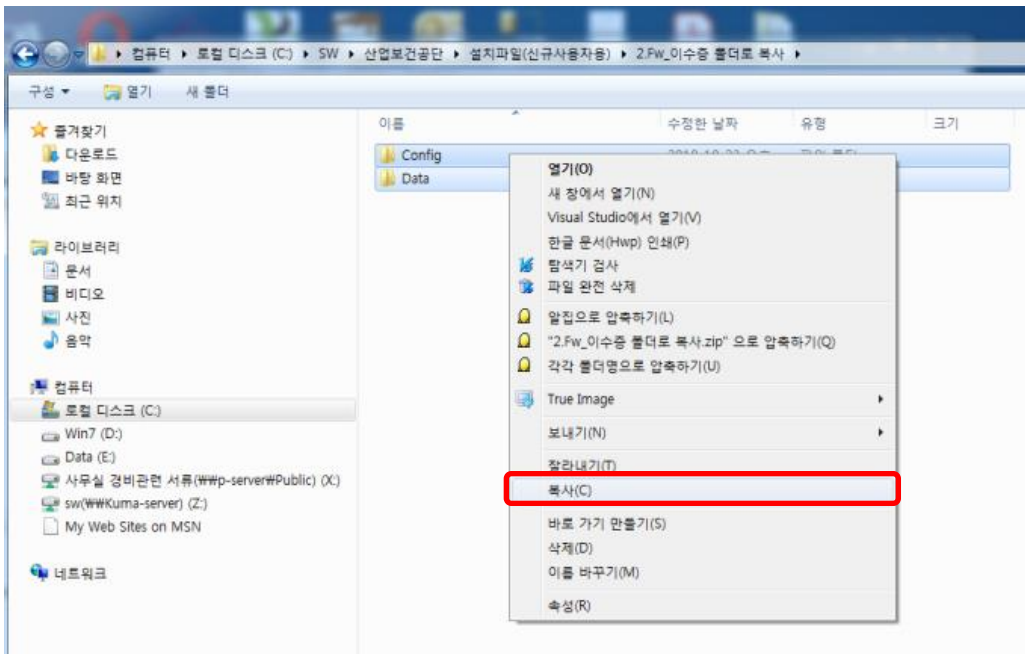 컴퓨터 ▸ 로컬 디스크 (C:) ▸ SW ▸ 산업보건공단 ▸ 설치파일(신규사용자용) ▸ 2.Fw_이수증 폴더로 복사 ▸
구성 ▼ 열기 새 폴더
이름 수정한 날짜 유형 크기
즐겨찾기
다운로드
바탕 화면
최근 위치
라이브러리
문서
비디오
사진
음악
컴퓨터
로컬 디스크 (C:)
Win7 (D:)
Data (E:)
사무실 경비관련 서류(₩₩p-server₩Public) (X:)
sw(₩₩Kuma-server) (Z:)
My Web Sites on MSN
네트워크
Config
Data
열기(O)
새 창에서 열기(N)
Visual Studio에서 열기(V)
한글 문서(Hwp) 인쇄(P)
탐색기 검사
파일 완전 삭제
알집으로 압축하기(L)
"2.Fw_이수증 폴더로 복사.zip" 으로 압축하기(Q)
각각 폴더명으로 압축하기(U)
True Image
보내기(N)
잘라내기(T)
복사(C)
바로 가기 만들기(S)
삭제(D)
이름 바꾸기(M)
속성(R)